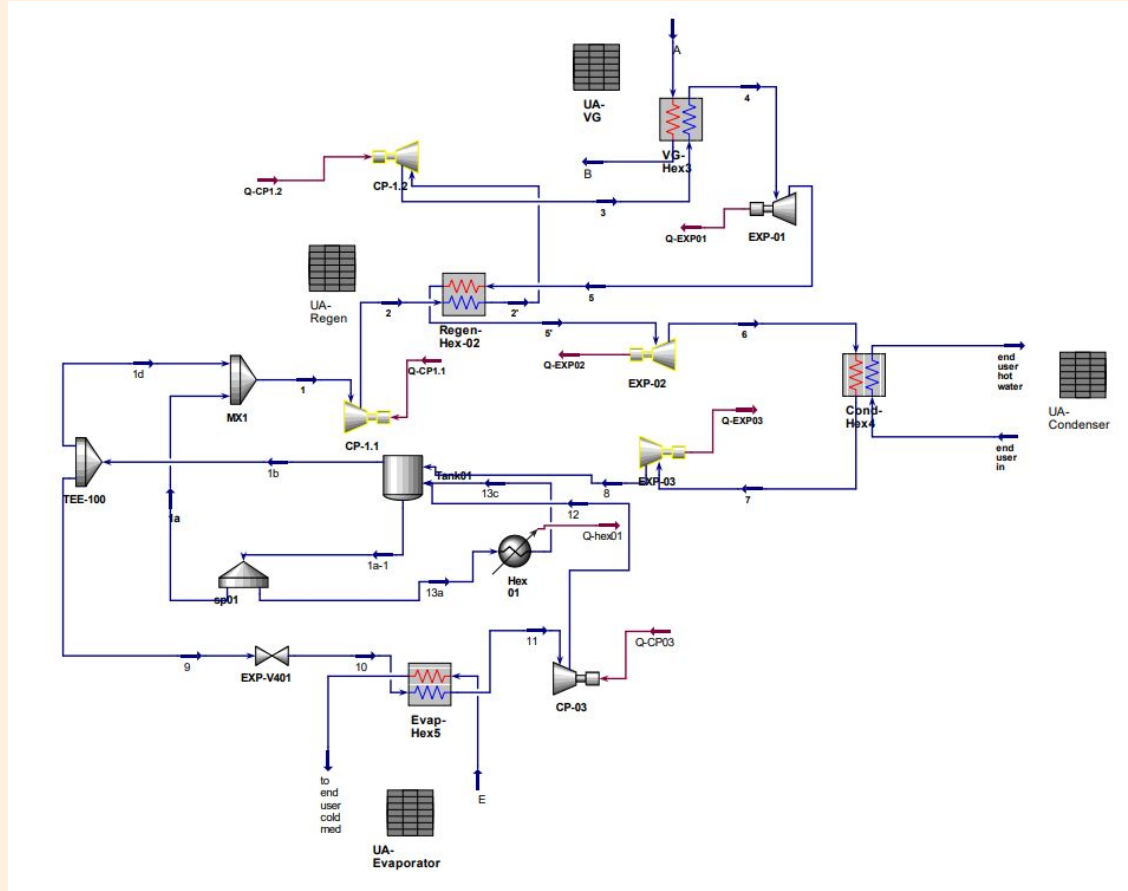 A
UA-
VG
4
VG-
Hex3
CP-1.2
B
Q-CP1.2
3
Q-EXP01
EXP-01
UA-
Regen
2
2'
5
Regen-
Hex-02
5'
6
Q-EXP02
EXP-02
end
user
hot
water
1d
1
Q-CP1.1
MX1
CP-1.1
Q-EXP03
Cond-
Hex4
UA-
Condenser
end
user
in
1b
Tank01
EXP-03
TEE-100
13c
8
7
12
1a
Q-hex01
1a-1
sp01
13a
Hex
01
9
10
11
Q-CP03
EXP-V401
CP-03
Evap-
Hex5
to
end
user
cold
med
E
UA-
Evaporator